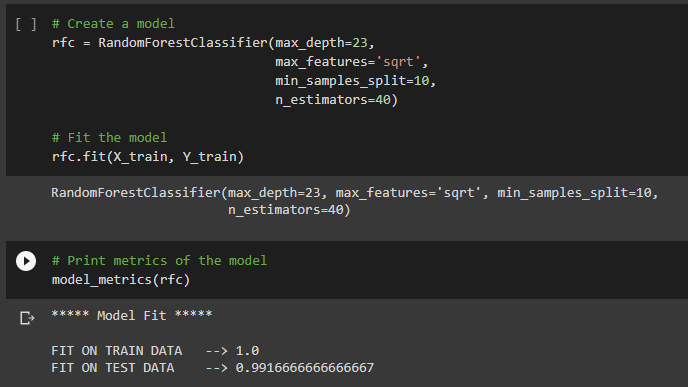 [ ] # Create a model
rfc = RandomForestClassifier(max_depth=23,
max_features='sqrt',
min_samples_split=10,
n_estimators=40)
# Fit the model
rfc.fit(X_train, Y_train)
RandomForestClassifier(max_depth=23, max_features='sqrt', min_samples_split=10,
n_estimators=40)
# Print metrics of the model
model_metrics(rfc)
***** Model Fit *****
FIT ON TRAIN DATA --> 1.0
FIT ON TEST DATA --> 0.9916666666666667